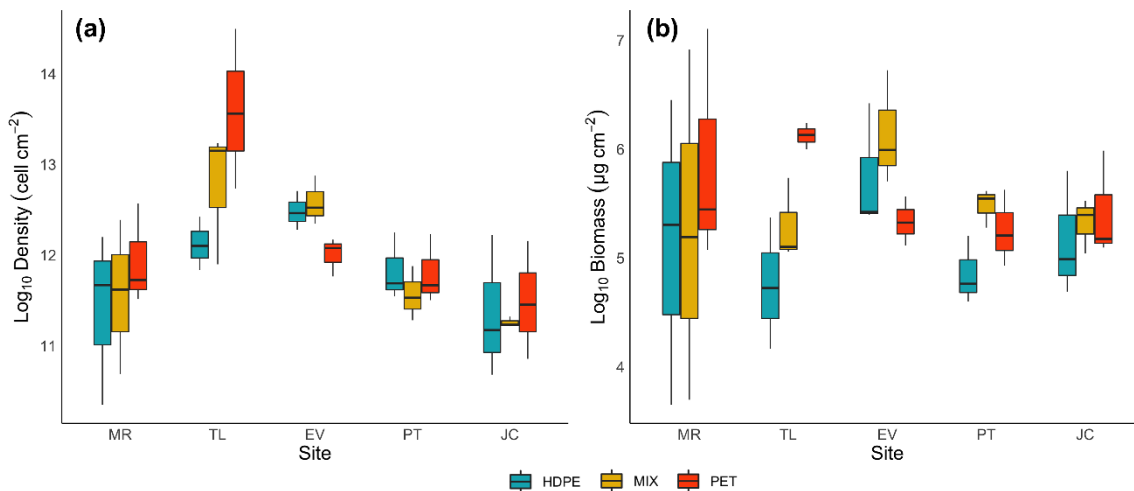 (a)
Log₁₀ Density (cell cm⁻²)
14
13
12
11
MR TL EV PT JC
Site
(b)
Log₁₀ Biomass (µg cm⁻²)
7
6
5
4
MR TL EV PT JC
Site
HDPE MIX PET